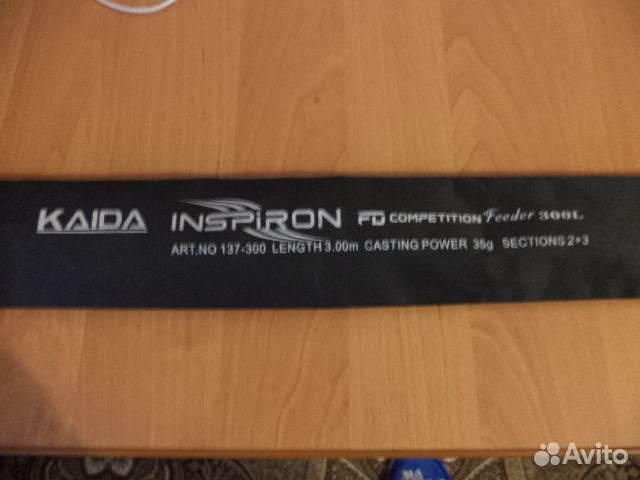 KAIDA INSPIRON FD COMPETITION Feeder 300L
ART.NO 137-300 LENGTH 3.00m CASTING POWER 35g SECTIONS 2+3
Avito